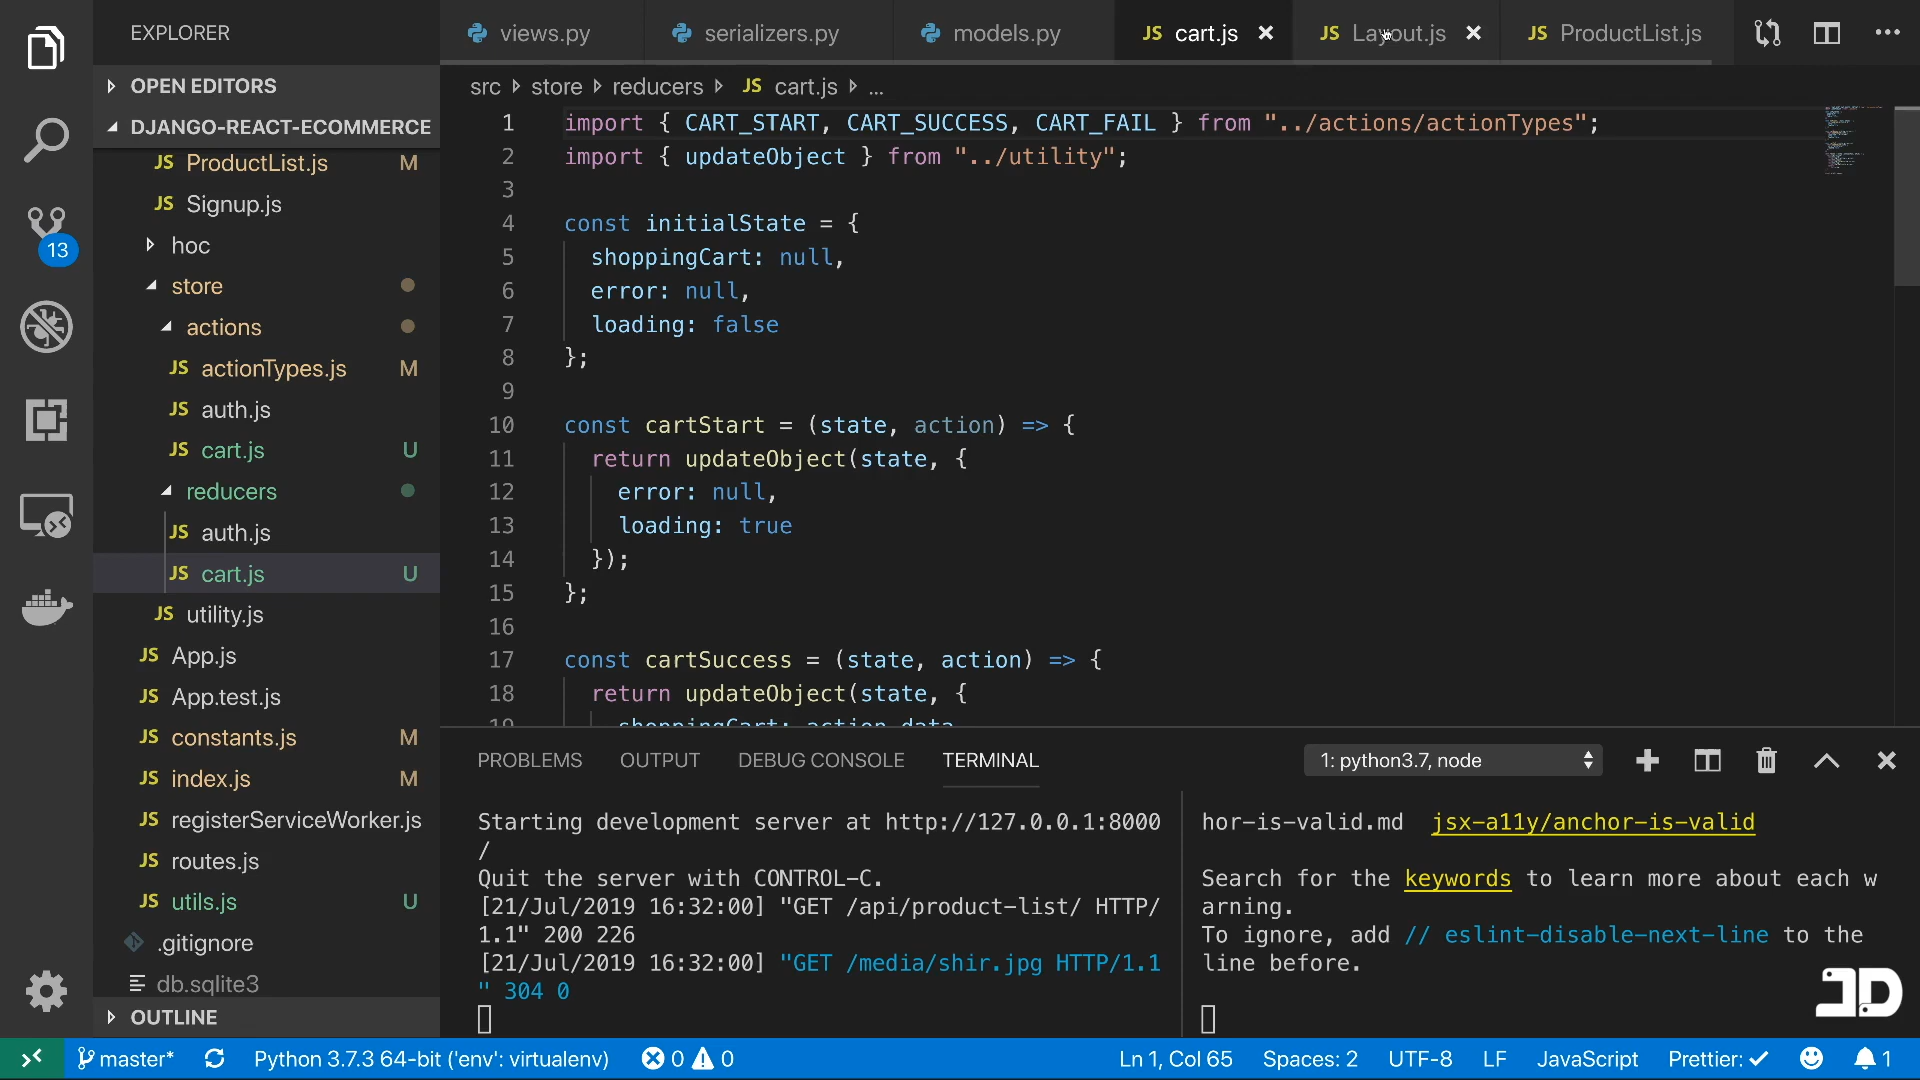 EXPLORER
OPEN EDITORS
DJANGO-REACT-ECOMMERCE
JS ProductList.js M
JS Signup.js
hoc
store
actions
JS actionTypes.js M
JS auth.js
JS cart.js U
reducers
JS auth.js
JS cart.js U
JS utility.js
JS App.js
JS App.test.js
JS constants.js M
JS index.js M
JS registerServiceWorker.js
JS routes.js
JS utils.js U
.gitignore
db.sqlite3
OUTLINE
13
views.py
serializers.py
models.py
JS cart.js
JS Layout.js
JS ProductList.js
src store reducers JS cart.js ...
1 import { CART_START, CART_SUCCESS, CART_FAIL } from "../actions/actionTypes";
2 import { updateObject } from "../utility";
3
4 const initialState = {
5 shoppingCart: null,
6 error: null,
7 loading: false
8 };
9
10 const cartStart = (state, action) => {
11 return updateObject(state, {
12 error: null,
13 loading: true
14 });
15 };
16
17 const cartSuccess = (state, action) => {
18 return updateObject(state, {
19 shoppingCart: action.data
PROBLEMS OUTPUT DEBUG CONSOLE TERMINAL
1: python3.7, node
Starting development server at http://127.0.0.1:8000
/
Quit the server with CONTROL-C.
[21/Jul/2019 16:32:00] "GET /api/product-list/ HTTP/
1.1" 200 226
[21/Jul/2019 16:32:00] "GET /media/shir.jpg HTTP/1.1
" 304 0
hor-is-valid.md jsx-a11y/anchor-is-valid
Search for the keywords to learn more about each w
arning.
To ignore, add // eslint-disable-next-line to the
line before.
JD
master* Python 3.7.3 64-bit ('env': virtualenv) 0 0 Ln 1, Col 65 Spaces: 2 UTF-8 LF JavaScript Prettier: ✓ 1